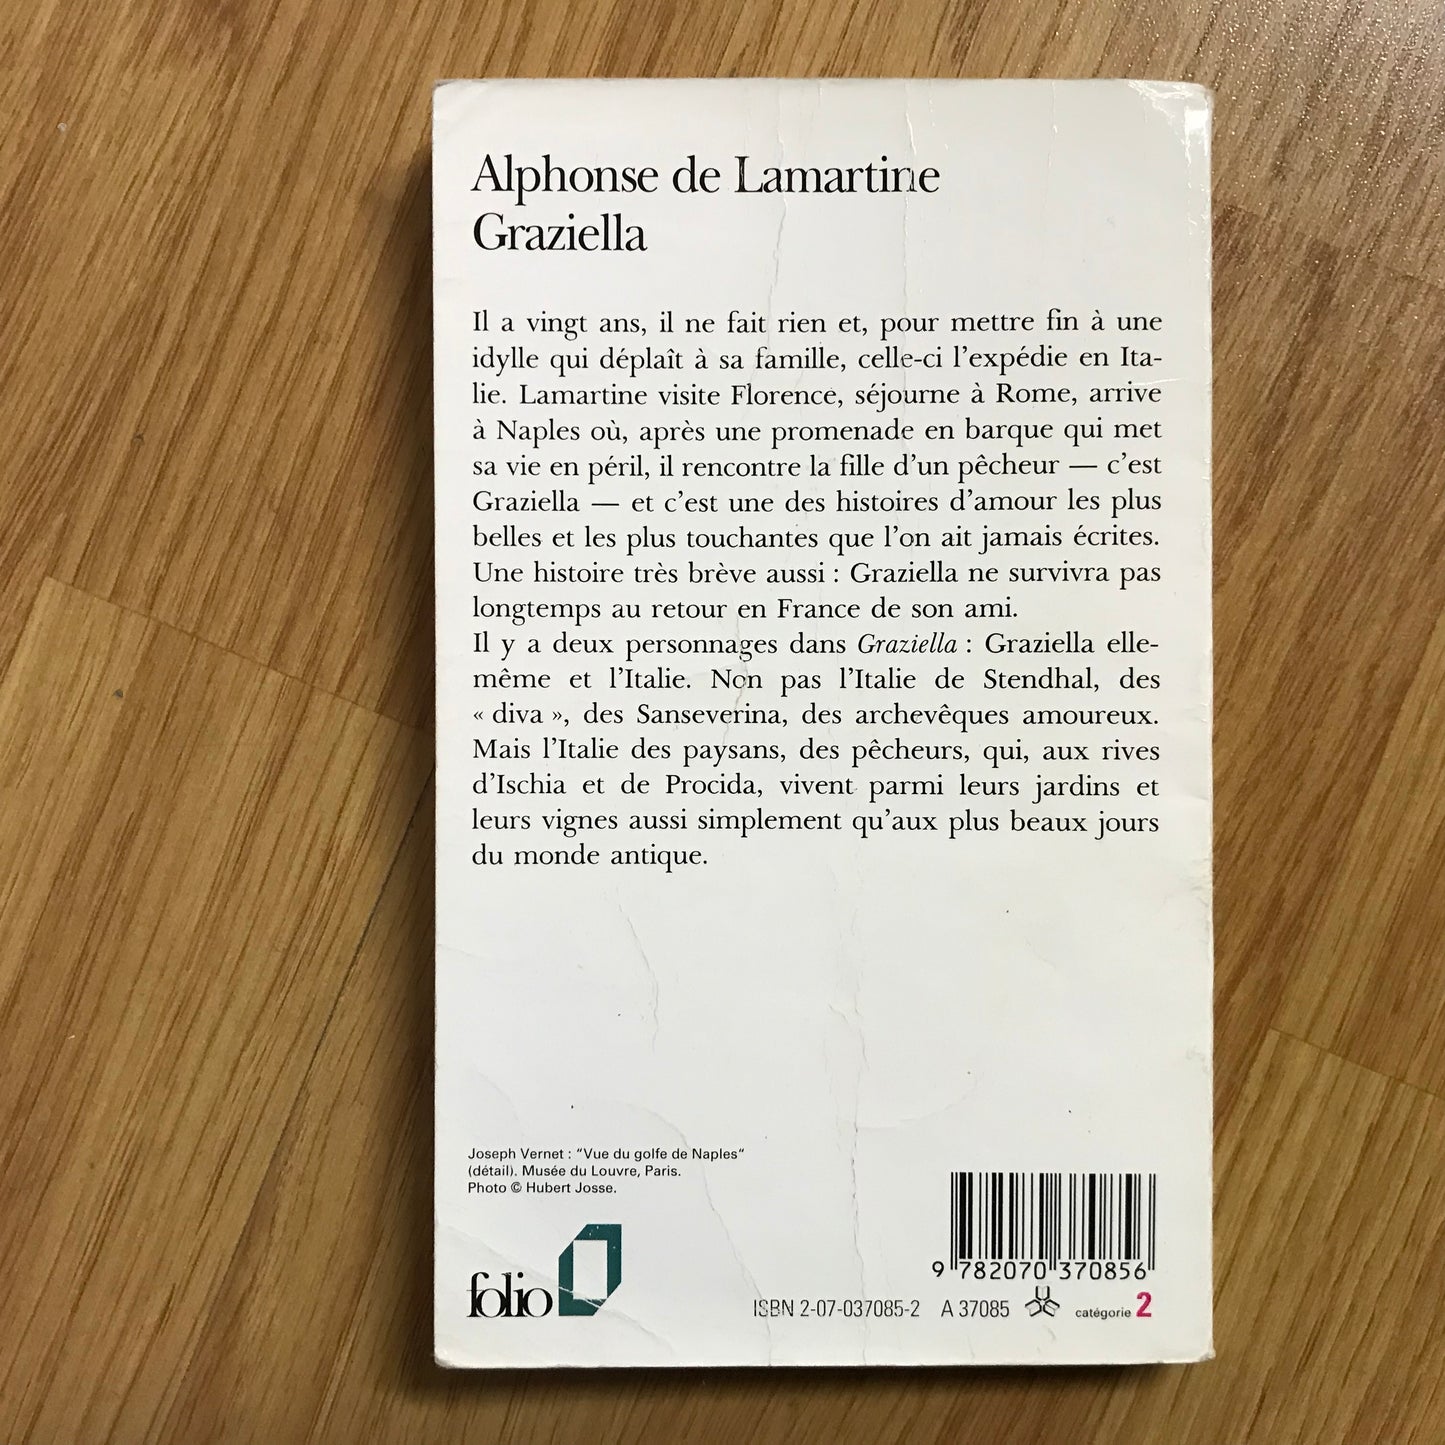 Alphonse de Lamartine
Graziella
Il a vingt ans, il ne fait rien et, pour mettre fin à une
idylle qui déplaît à sa famille, celle-ci l'expédie en Ita-
lie. Lamartine visite Florence, séjourne à Rome, arrive
à Naples où, après une promenade en barque qui met
sa vie en péril, il rencontre la fille d'un pêcheur — c'est
Graziella — et c'est une des histoires d'amour les plus
belles et les plus touchantes que l'on ait jamais écrites.
Une histoire très brève aussi : Graziella ne survivra pas
longtemps au retour en France de son ami.
Il y a deux personnages dans Graziella : Graziella elle-
même et l'Italie. Non pas l'Italie de Stendhal, des
« diva », des Sanseverina, des archevêques amoureux.
Mais l'Italie des paysans, des pêcheurs, qui, aux rives
d'Ischia et de Procida, vivent parmi leurs jardins et
leurs vignes aussi simplement qu'aux plus beaux jours
du monde antique.
Joseph Vernet : "Vue du golfe de Naples"
(détail). Musée du Louvre, Paris.
Photo © Hubert Josse.
folio
9 782070 370856
ISBN 2-07-037085-2 A 37085 catégorie 2